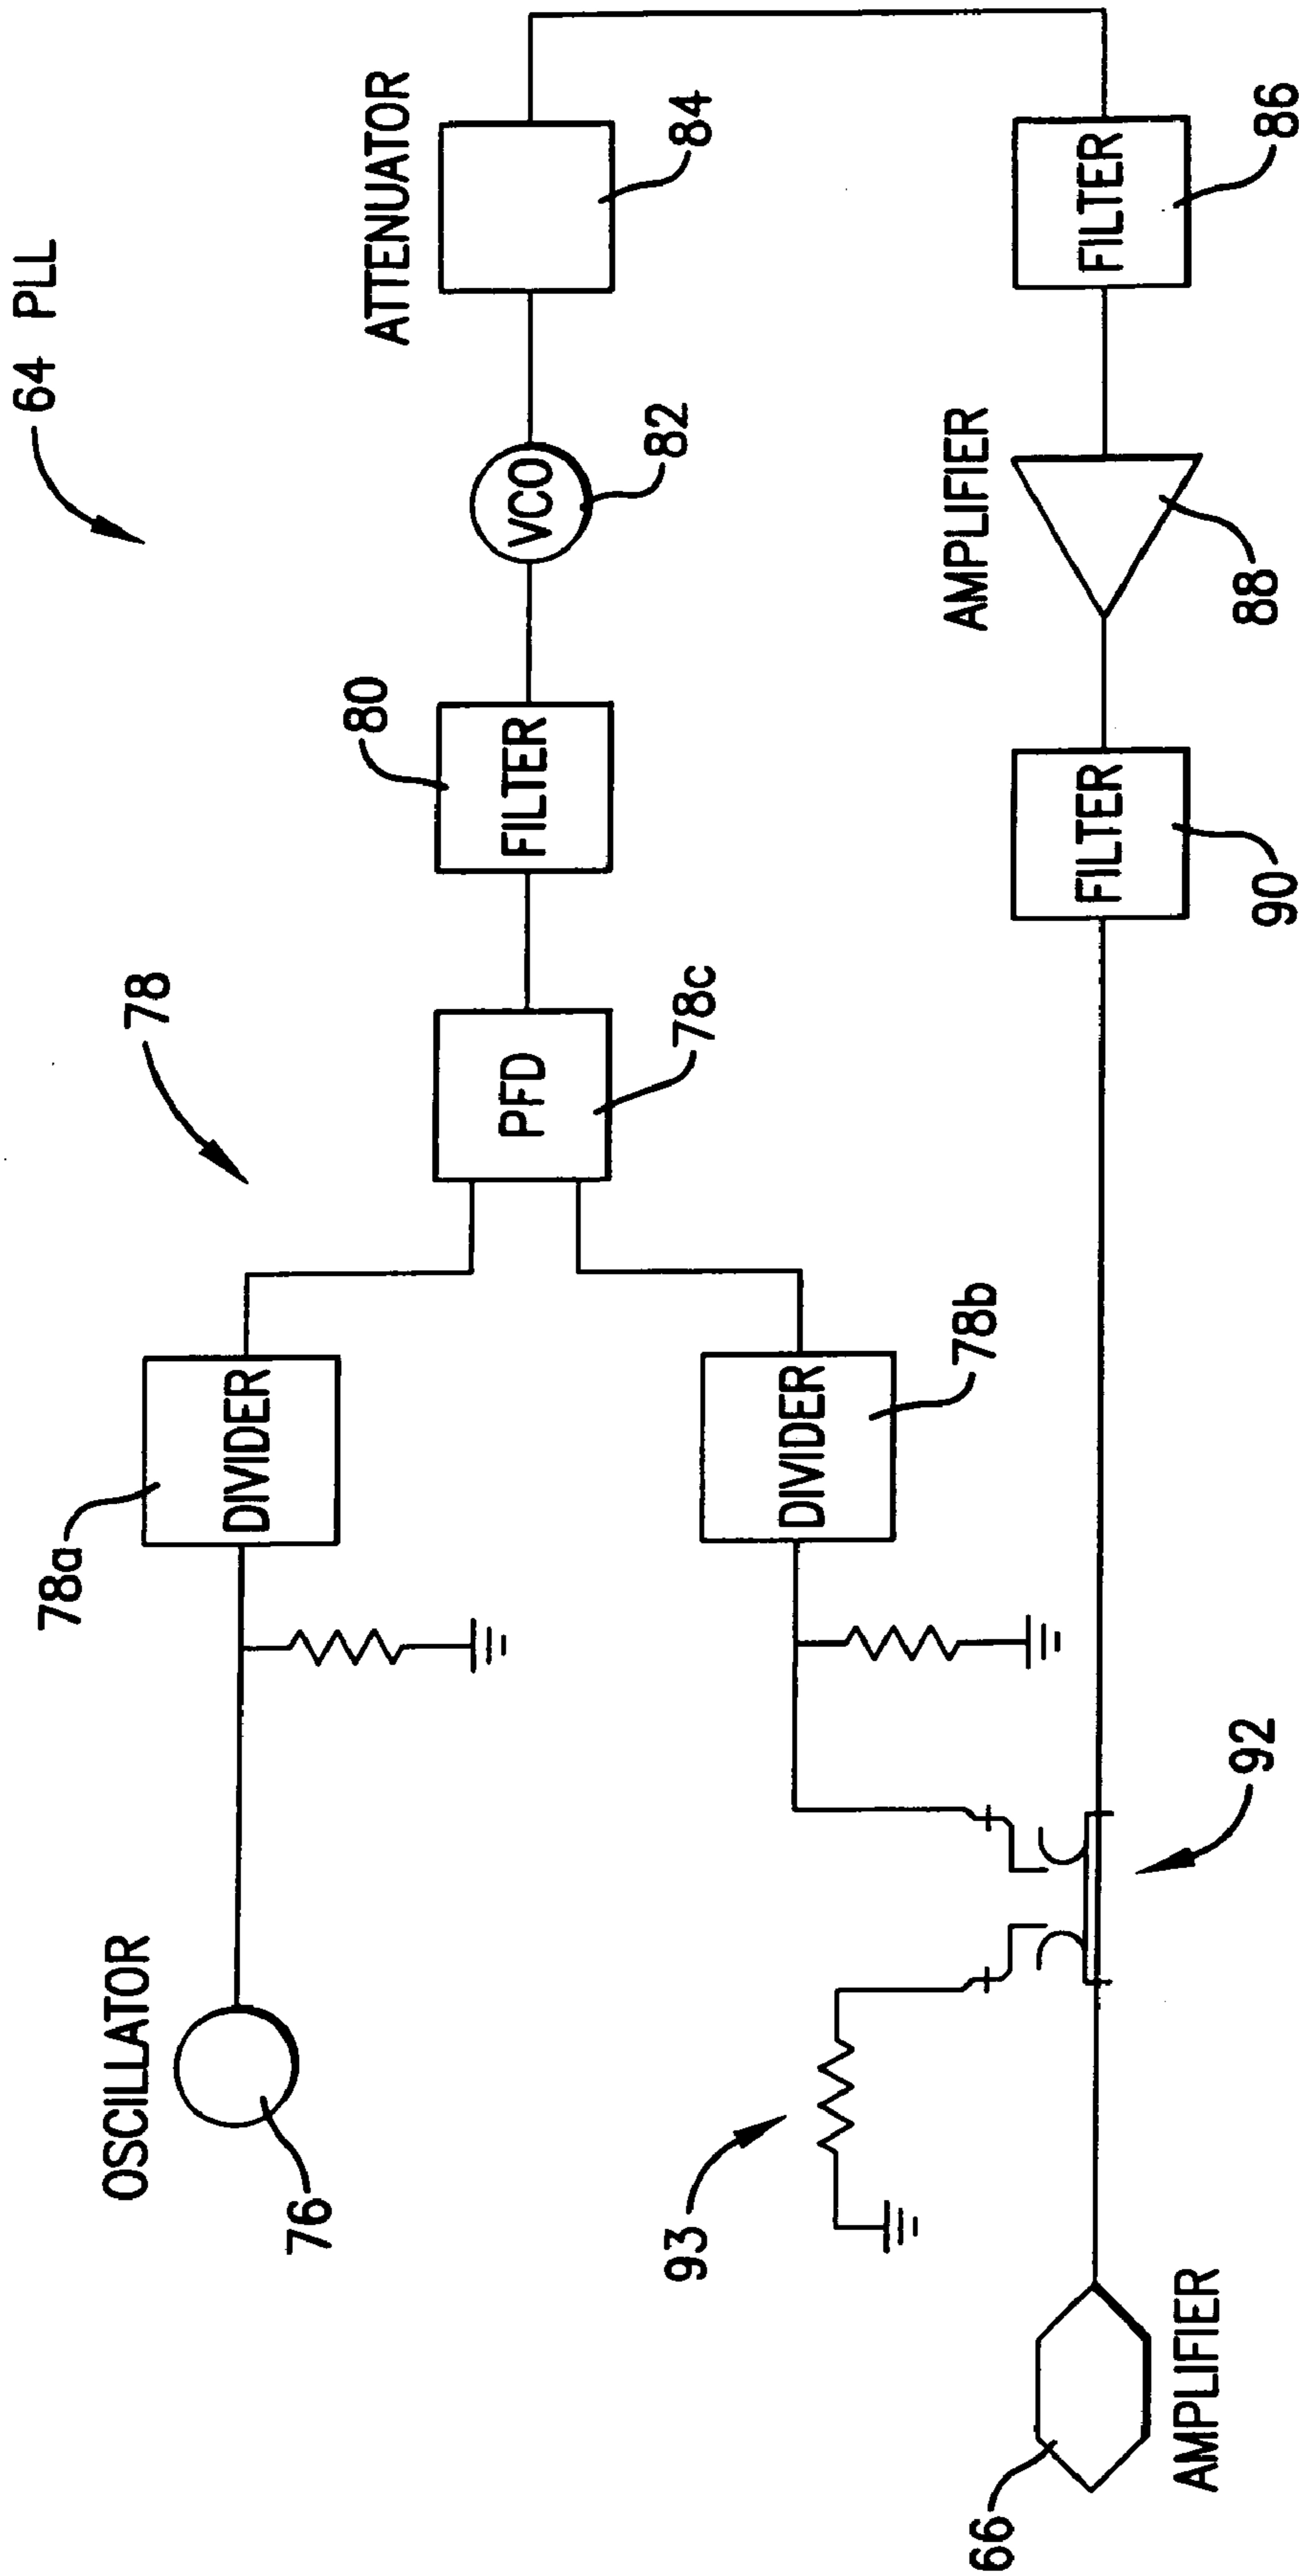 64 PLL
78
OSCILLATOR
76
78a
DIVIDER
80
ATTENUATOR
PFD
78c
FILTER
VCO
82
84
93
DIVIDER
78b
AMPLIFIER
66
AMPLIFIER
92
FILTER
90
88
FILTER
86